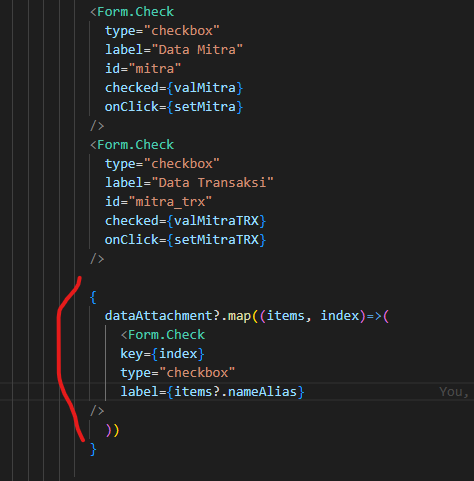 <Form.Check
type="checkbox"
label="Data Mitra"
id="mitra"
checked={valMitra}
onClick={setMitra}
/>
<Form.Check
type="checkbox"
label="Data Transaksi"
id="mitra_trx"
checked={valMitraTRX}
onClick={setMitraTRX}
/>
{
dataAttachment?.map((items, index)=>(
<Form.Check
key={index}
type="checkbox"
label={items?.nameAlias} You,
/>
))
}